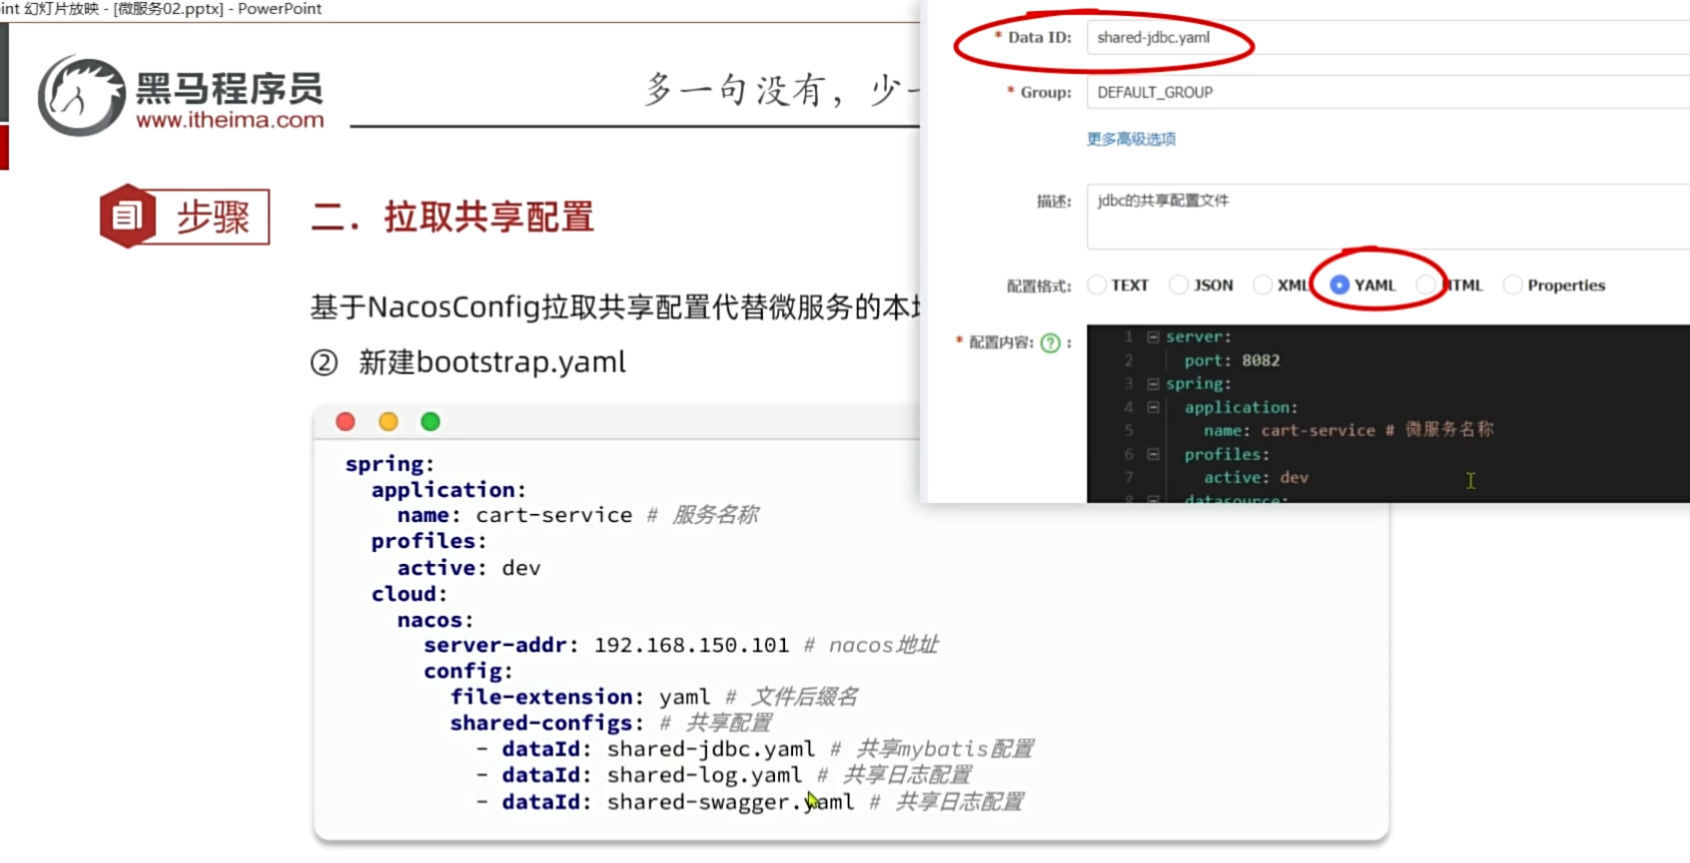 int 幻灯片放映 - [微服务02.pptx] - PowerPoint
黑马程序员
www.itheima.com
多一句没有，少一
步骤
二．拉取共享配置
基于NacosConfig拉取共享配置代替微服务的本
② 新建bootstrap.yaml
spring:
application:
name: cart-service # 服务名称
profiles:
active: dev
cloud:
nacos:
server-addr: 192.168.150.101 # nacos地址
config:
file-extension: yaml # 文件后缀名
shared-configs: # 共享配置
- dataId: shared-jdbc.yaml # 共享mybatis配置
- dataId: shared-log.yaml # 共享日志配置
- dataId: shared-swagger.yaml # 共享日志配置
* Data ID: shared-jdbc.yaml
* Group: DEFAULT_GROUP
更多高级选项
描述: jdbc的共享配置文件
配置格式: TEXT JSON XML YAML HTML Properties
* 配置内容: ? :
1 server:
2 port: 8082
3 spring:
4 application:
5 name: cart-service # 微服务名称
6 profiles:
7 active: dev
8 datasource: